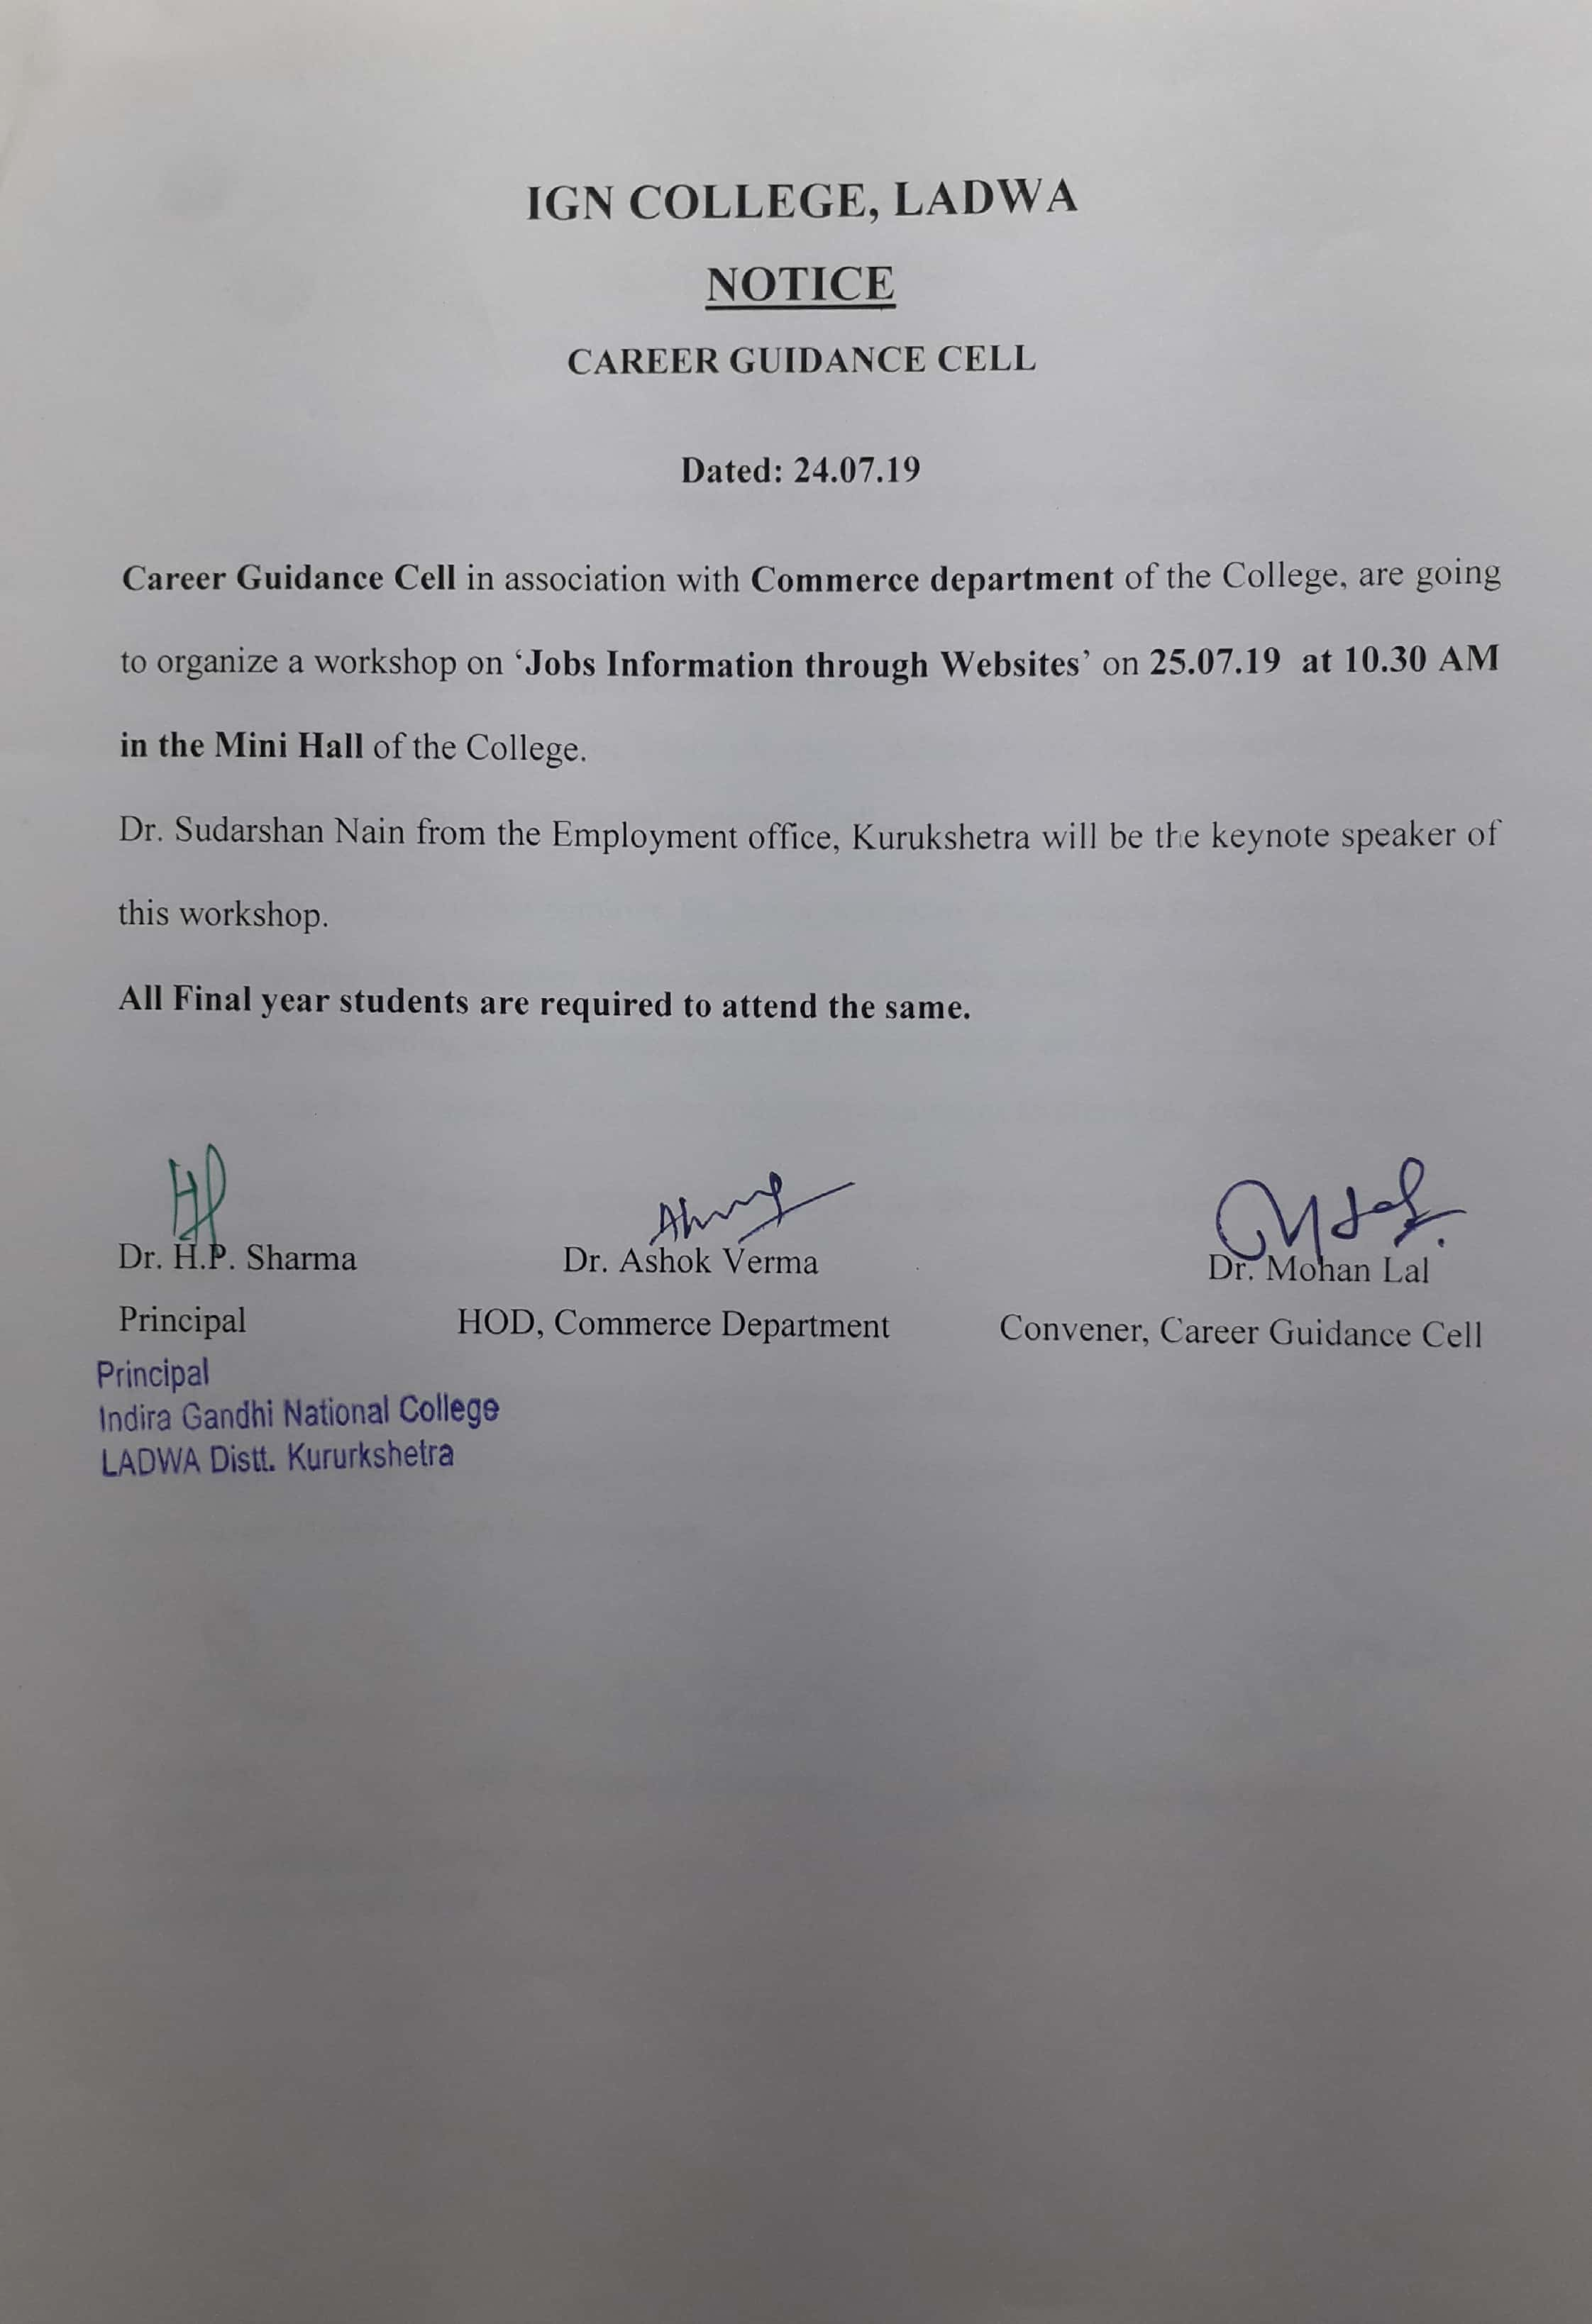 IGN COLLEGE, LADWA
NOTICE
CAREER GUIDANCE CELL
Dated: 24.07.19
Career Guidance Cell in association with Commerce department of the College, are going
to organize a workshop on ‘Jobs Information through Websites’ on 25.07.19 at 10.30 AM
in the Mini Hall of the College.
Dr. Sudarshan Nain from the Employment office, Kurukshetra will be the keynote speaker of
this workshop.
All Final year students are required to attend the same.
Dr. H.P. Sharma Dr. Ashok Verma Dr. Mohan Lal
Principal HOD, Commerce Department Convener, Career Guidance Cell
Principal
Indira Gandhi National College
LADWA Distt. Kururkshetra